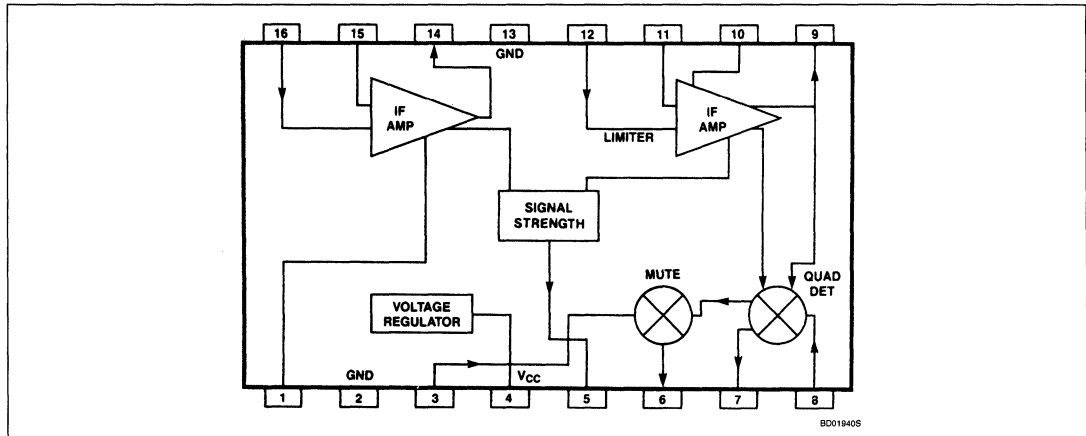 16 15 14 13 12 11 10 9
GND
IF
AMP
IF
AMP
LIMITER
SIGNAL
STRENGTH
MUTE
QUAD
DET
VOLTAGE
REGULATOR
GND
VCC
1 2 3 4 5 6 7 8
BD01940S